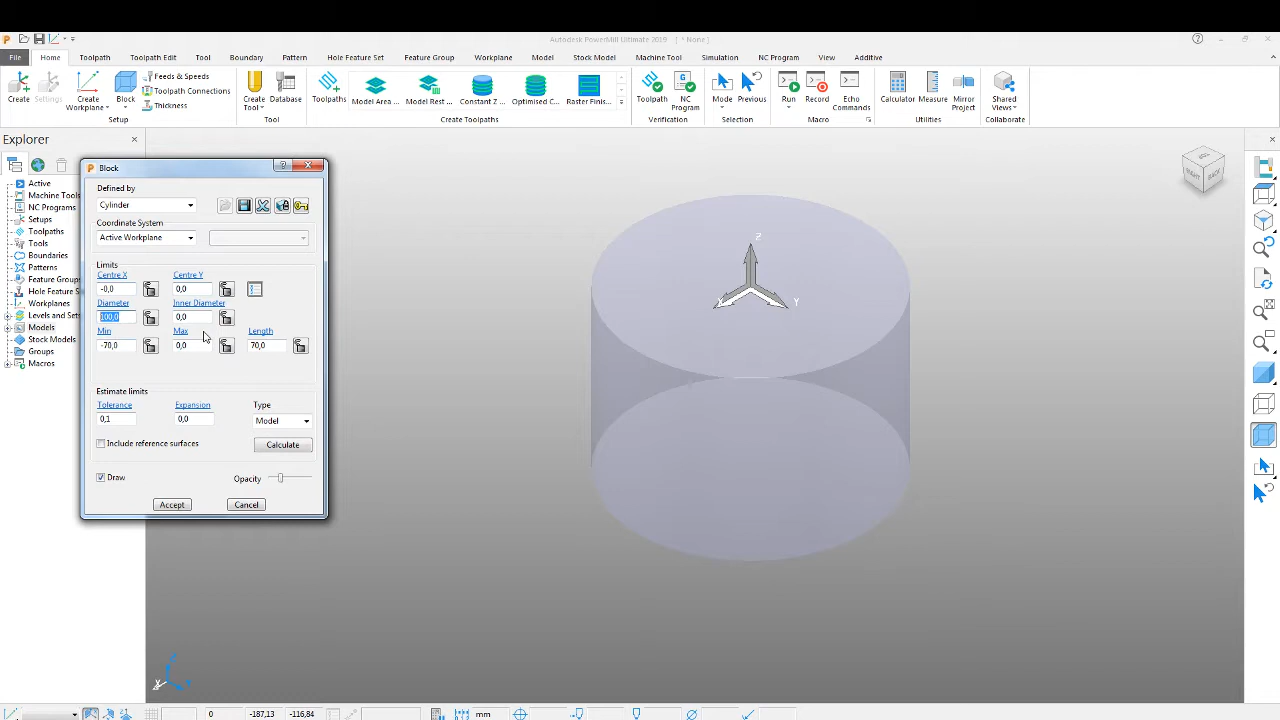 Autodesk PowerMill Ultimate 2019 [ * None]
File Home Toolpath Toolpath Edit Tool Boundary Pattern Hole Feature Set Feature Group Workplane Model Stock Model Machine Tool Simulation NC Program View Additive
Create
Settings
Create Workplane
Block
Feeds & Speeds
Toolpath Connections
Thickness
Create Tool
Database
Toolpaths
Model Area ...
Model Rest ...
Constant z...
Optimised C...
Raster Finis...
Toolpath
NC Program
Mode
Previous
Run
Record
Echo Commands
Calculator
Measure
Mirror Project
Shared Views
Setup
Tool
Create Toolpaths
Verification
Selection
Macro
Utilities
Collaborate
Explorer
Active
Machine Tools
NC Programs
Setups
Toolpaths
Tools
Boundaries
Patterns
Feature Groups
Hole Feature S
Workplanes
Levels and Sets
Models
Stock Models
Groups
Macros
Block
Defined by
Cylinder
Coordinate System
Active Workplane
Limits
Centre X Centre Y
-0,0 0,0
Diameter Inner Diameter
100,0 0,0
Min Max Length
-70,0 0,0 70,0
Estimate limits
Tolerance Expansion Type
0,1 0,0 Model
Include reference surfaces
Calculate
Draw Opacity
Accept Cancel
Z
Y
RIGHT BACK
X
0 -187,13 -116,84 mm